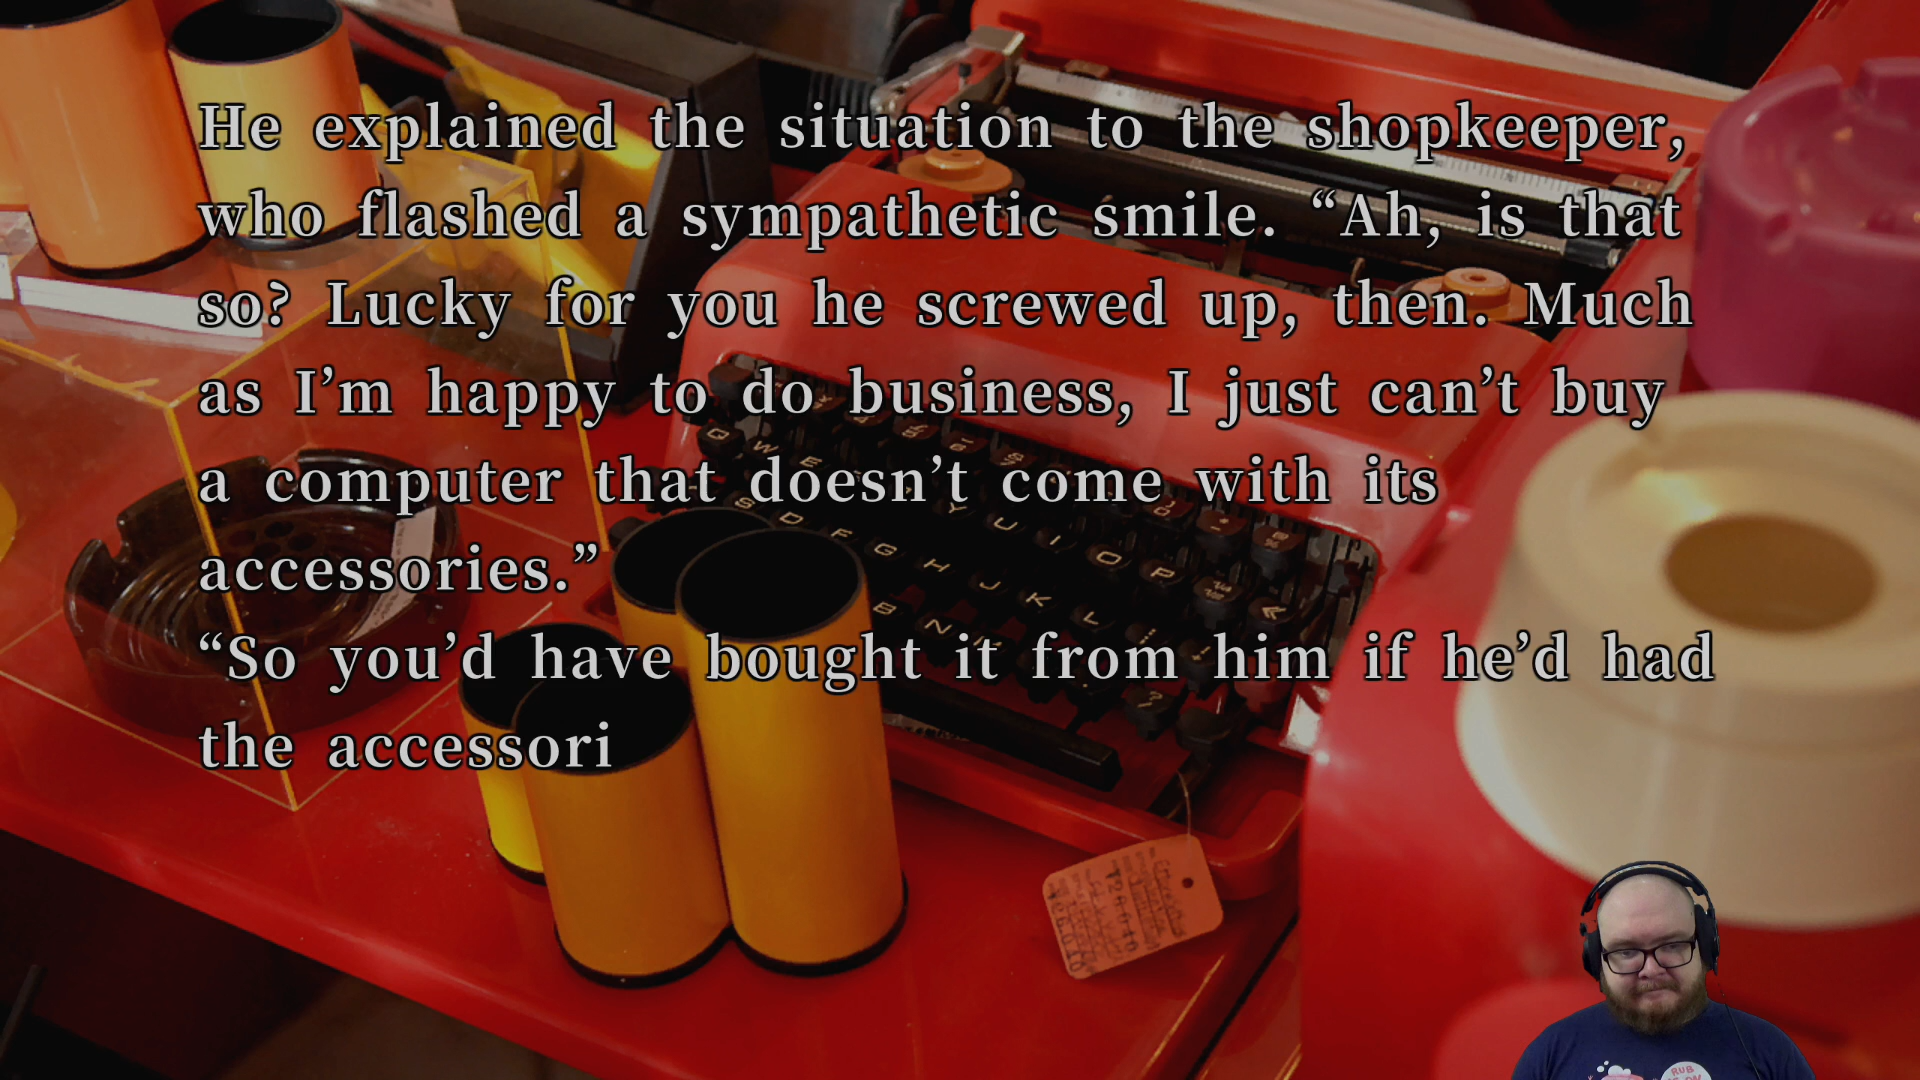 He explained the situation to the shopkeeper,
who flashed a sympathetic smile. “Ah, is that
so? Lucky for you he screwed up, then. Much
as I’m happy to do business, I just can’t buy
a computer that doesn’t come with its
accessories.”
“So you’d have bought it from him if he’d had
the accessori
Q W E
Y U I O P
S D F G H J K L
B N
?
RUB